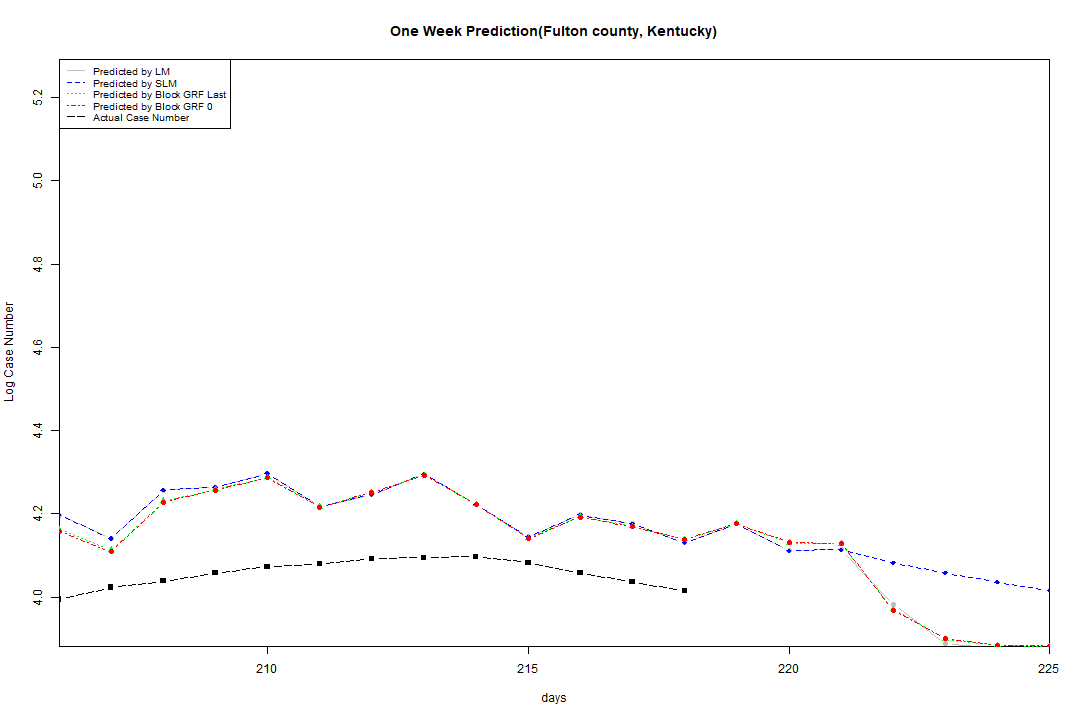 One Week Prediction(Fulton county, Kentucky)
Predicted by LM
Predicted by SLM
Predicted by Block GRF Last
Predicted by Block GRF 0
Actual Case Number
5.2
5.0
4.8
4.6
4.4
4.2
4.0
Log Case Number
210 215 220 225
days